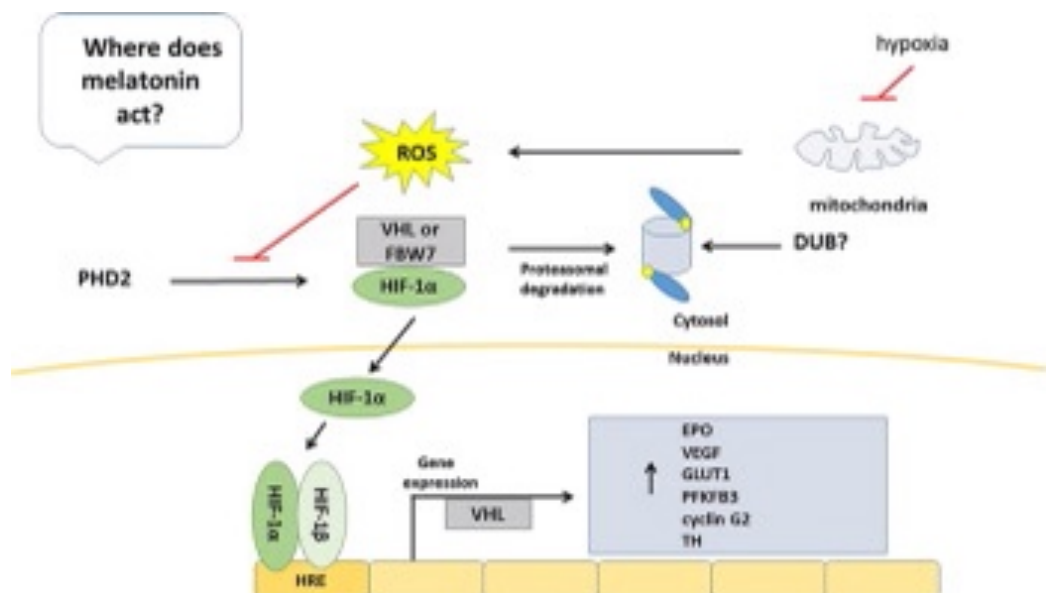 Where does
melatonin
act?
hypoxia
ROS
mitochondria
VHL or
FBW7
DUB?
PHD2
HIF-1α
Proteasomal
degradation
Cytosol
Nucleus
HIF-1α
EPO
VEGF
GLUT1
PFKFB3
cyclin G2
TH
Gene
expression
VHL
HIF-1α
HIF-1β
HRE